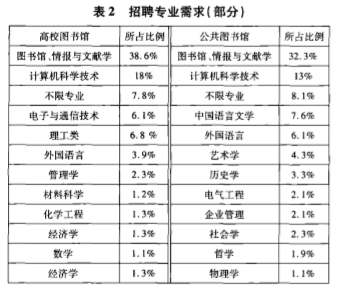 表2 招聘专业需求(部分)
高校图书馆 所占比例 公共图书馆 所占比例
图书馆、情报与文献学 38.6% 图书馆、情报与文献学 32.3%
计算机科学技术 18% 计算机科学技术 13%
不限专业 7.8% 不限专业 8.1%
电子与通信技术 6.1% 中国语言文学 7.6%
理工类 6.8% 外国语言 6.1%
外国语言 3.9% 艺术学 4.3%
管理学 2.3% 历史学 3.3%
材料科学 1.2% 电气工程 2.1%
化学工程 1.3% 企业管理 2.1%
经济学 1.3% 社会学 2.3%
数学 1.1% 哲学 1.9%
经济学 1.3% 物理学 1.1%